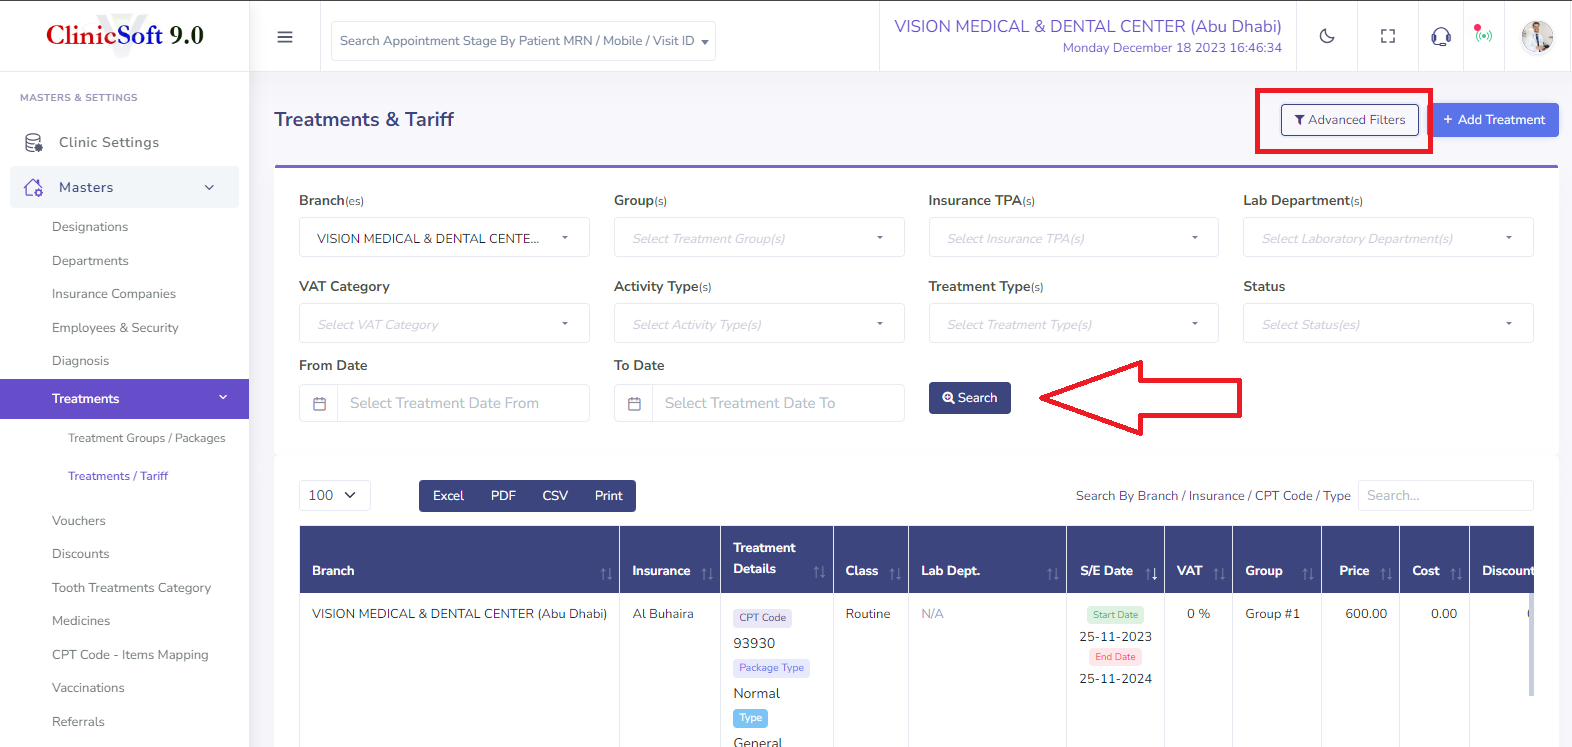 ClinicSoft 9.0
Search Appointment Stage By Patient MRN / Mobile / Visit ID
VISION MEDICAL & DENTAL CENTER (Abu Dhabi)
Monday December 18 2023 16:46:34
MASTERS & SETTINGS
Clinic Settings
Masters
Designations
Departments
Insurance Companies
Employees & Security
Diagnosis
Treatments
Treatment Groups / Packages
Treatments / Tariff
Vouchers
Discounts
Tooth Treatments Category
Medicines
CPT Code - Items Mapping
Vaccinations
Referrals
Treatments & Tariff
Advanced Filters
+ Add Treatment
Branch(es) Group(s) Insurance TPA(s) Lab Department(s)
VISION MEDICAL & DENTAL CENTE... Select Treatment Group(s) Select Insurance TPA(s) Select Laboratory Department(s)
VAT Category Activity Type(s) Treatment Type(s) Status
Select VAT Category Select Activity Type(s) Select Treatment Type(s) Select Status(es)
From Date To Date
Select Treatment Date From Select Treatment Date To Search
100 Excel PDF CSV Print Search By Branch / Insurance / CPT Code / Type Search...
Branch Insurance Treatment Details Class Lab Dept. S/E Date VAT Group Price Cost Discount
VISION MEDICAL & DENTAL CENTER (Abu Dhabi) Al Buhaira CPT Code Routine N/A Start Date 0 % Group #1 600.00 0.00
93930 25-11-2023
Package Type End Date
Normal 25-11-2024
Type
General